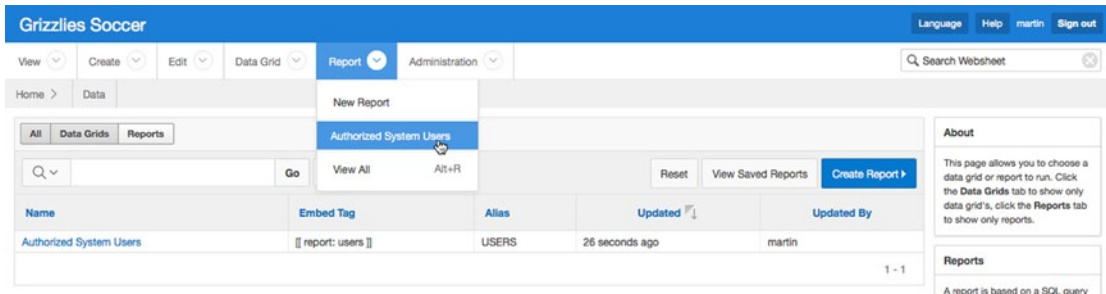 Grizzlies Soccer
Language Help martin Sign out
View Create Edit Data Grid Report Administration
Search Websheet
Home > Data
New Report
Authorized System Users
View All Alt+R
All Data Grids Reports
Go Reset View Saved Reports Create Report
Name Embed Tag Alias Updated Updated By
Authorized System Users [[ report: users ]] USERS 26 seconds ago martin
1 - 1
About
This page allows you to choose a
data grid or report to run. Click
the Data Grids tab to show only
data grid's, click the Reports tab
to show only reports.
Reports
A report is based on a SQL query